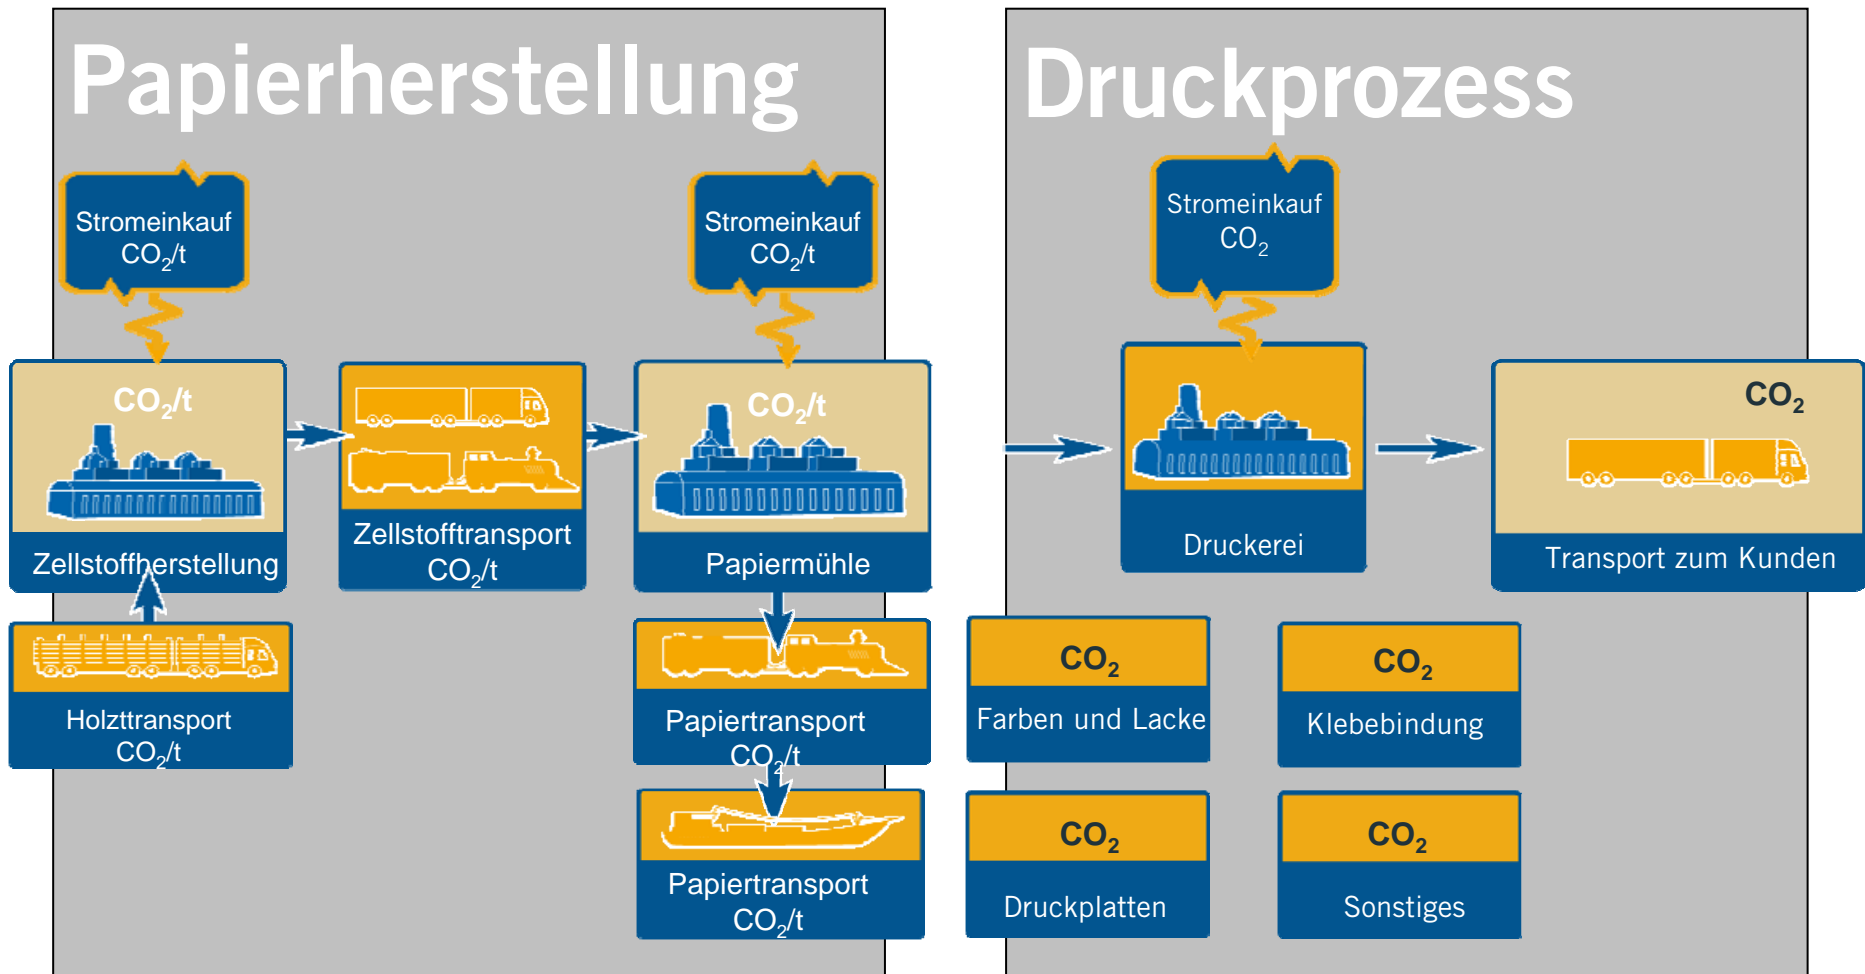 Papierherstellung
Stromeinkauf
CO₂/t
Stromeinkauf
CO₂/t
CO₂/t
Zellstoffherstellung
Zellstofftransport
CO₂/t
CO₂/t
Papiermühle
Holzttransport
CO₂/t
Papiertransport
CO₂/t
Papiertransport
CO₂/t
Druckprozess
Stromeinkauf
CO₂
Druckerei
CO₂
Transport zum Kunden
CO₂
Farben und Lacke
CO₂
Klebebindung
CO₂
Druckplatten
CO₂
Sonstiges